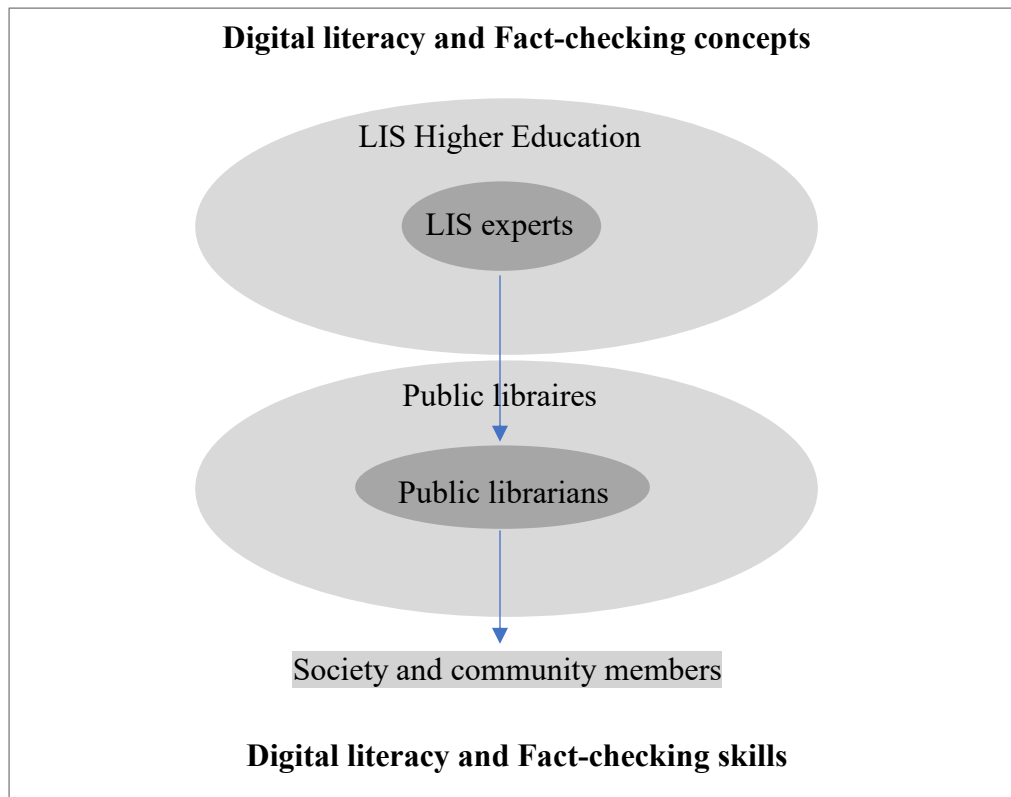 Digital literacy and Fact-checking concepts
LIS Higher Education
LIS experts
Public libraires
Public librarians
Society and community members
Digital literacy and Fact-checking skills